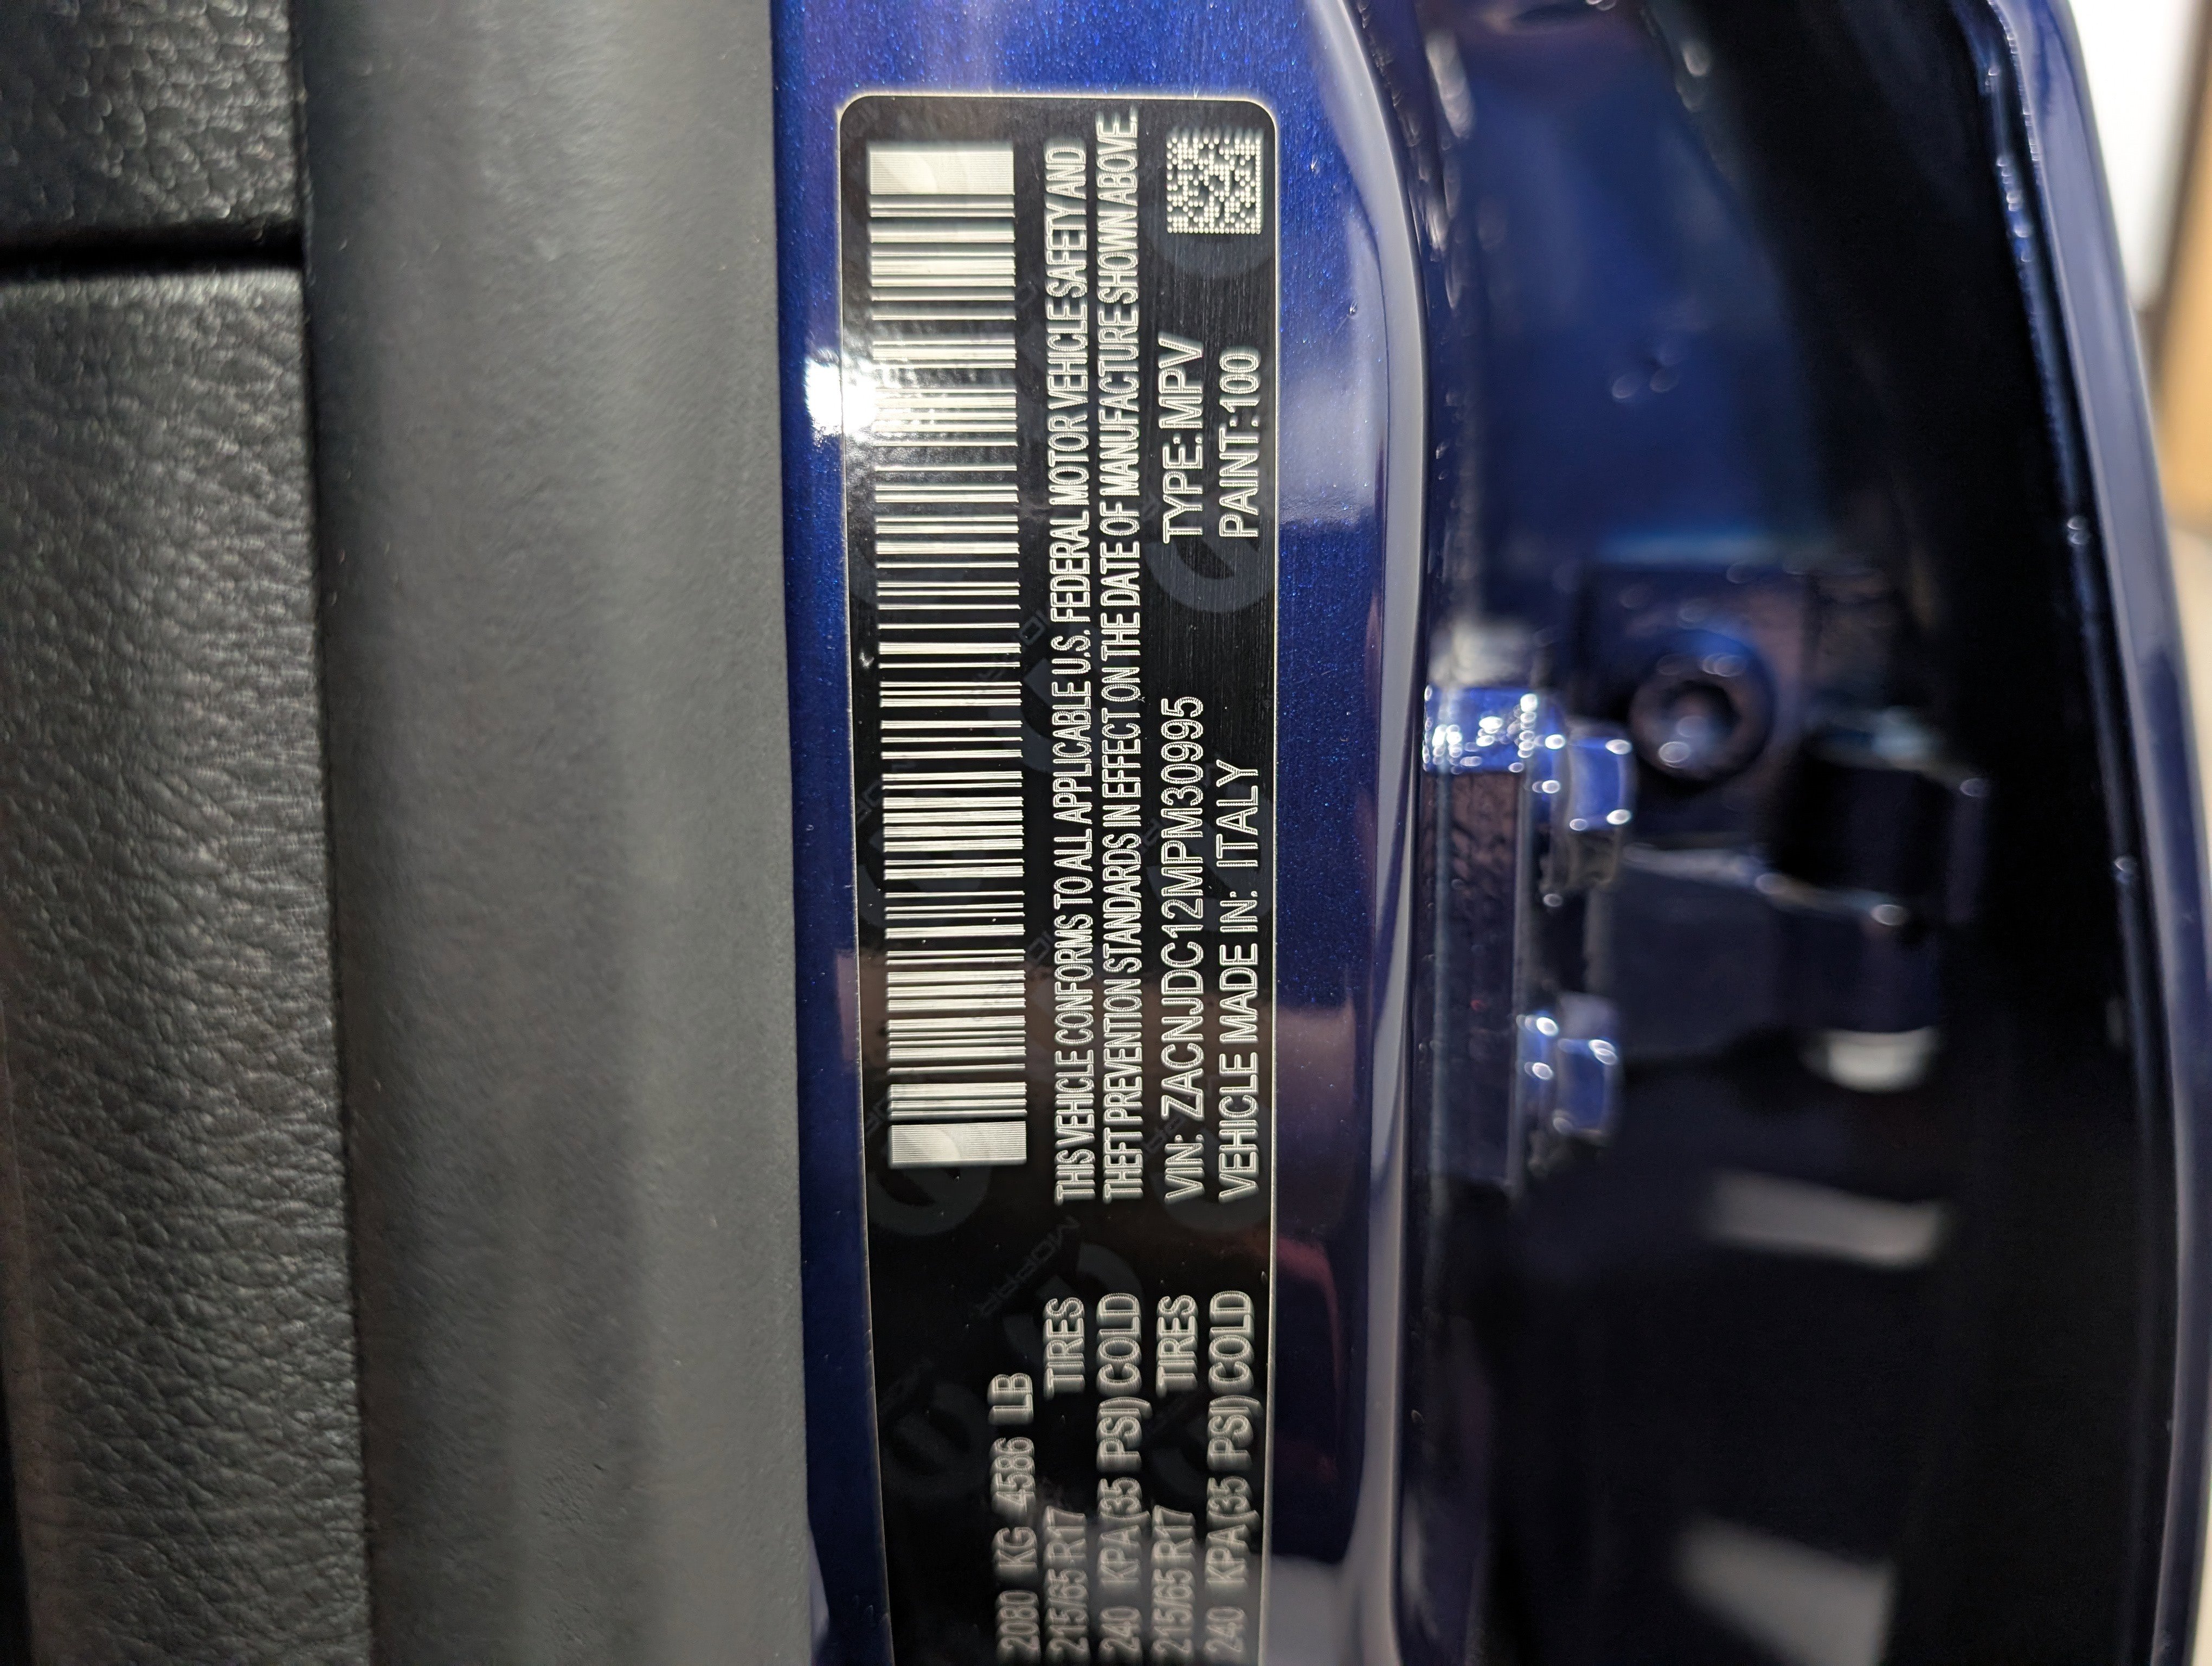 2080 KG 4586 LB
215/65 R17 TIRES
240 KPA (35 PSI) COLD
215/65 R17 TIRES
240 KPA (35 PSI) COLD
THIS VEHICLE CONFORMS TO ALL APPLICABLE U.S. FEDERAL MOTOR VEHICLE SAFETY AND
THEFT PREVENTION STANDARDS IN EFFECT ON THE DATE OF MANUFACTURE SHOWN ABOVE.
VIN: ZACNJDC12MPM30995 TYPE: MPV
VEHICLE MADE IN: ITALY PAINT: 100
MOPAR